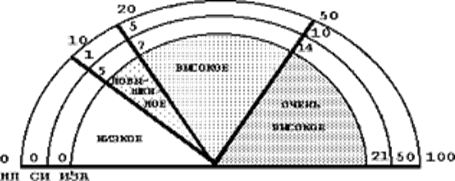 20 50
10 5 10
1 2 14
5
ПОВЫ-
ШЕН
НОЕ
ВЫСОКОЕ
ОЧЕНЬ
ВЫСОКОЕ
НИЗКОЕ
0 0 0 21 50 100
НП СИ ИЗА